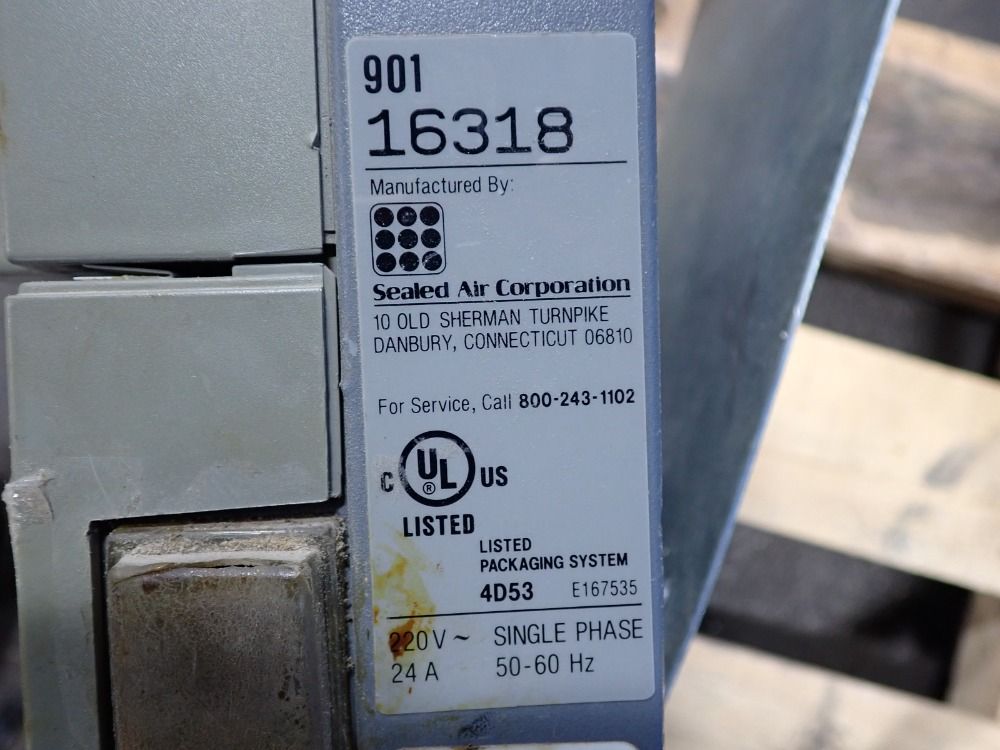 901
16318
Manufactured By:
Sealed Air Corporation
10 OLD SHERMAN TURNPIKE
DANBURY, CONNECTICUT 06810
For Service, Call 800-243-1102
C UL ® US
LISTED
LISTED
PACKAGING SYSTEM
4D53 E167535
220V ~ SINGLE PHASE
24 A 50-60 Hz